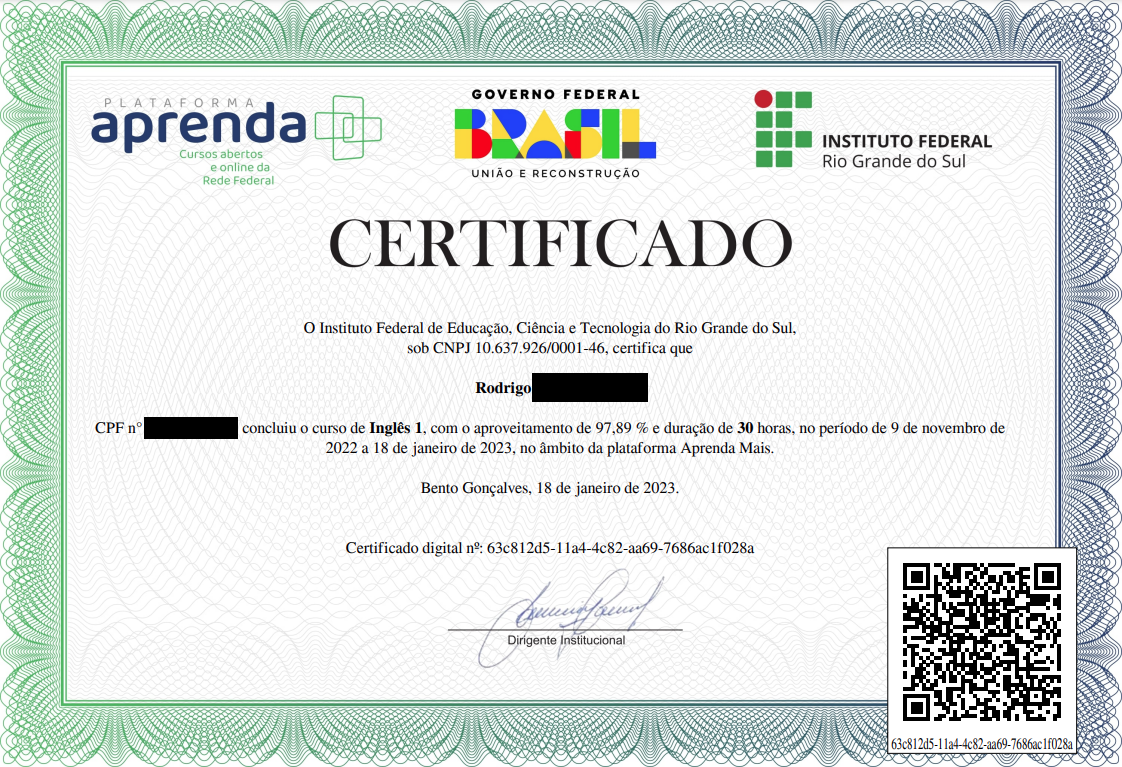 PLATAFORMA
aprenda
Cursos abertos
e online da
Rede Federal
GOVERNO FEDERAL
BRASIL
UNIÃO E RECONSTRUÇÃO
INSTITUTO FEDERAL
Rio Grande do Sul
CERTIFICADO
O Instituto Federal de Educação, Ciência e Tecnologia do Rio Grande do Sul,
sob CNPJ 10.637.926/0001-46, certifica que
Rodrigo
CPF n° concluiu o curso de Inglês 1, com o aproveitamento de 97,89 % e duração de 30 horas, no período de 9 de novembro de
2022 a 18 de janeiro de 2023, no âmbito da plataforma Aprenda Mais.
Bento Gonçalves, 18 de janeiro de 2023.
Certificado digital nº: 63c812d5-11a4-4c82-aa69-7686ac1f028a
Dirigente Institucional
63c812d5-11a4-4c82-aa69-7686ac1f028a